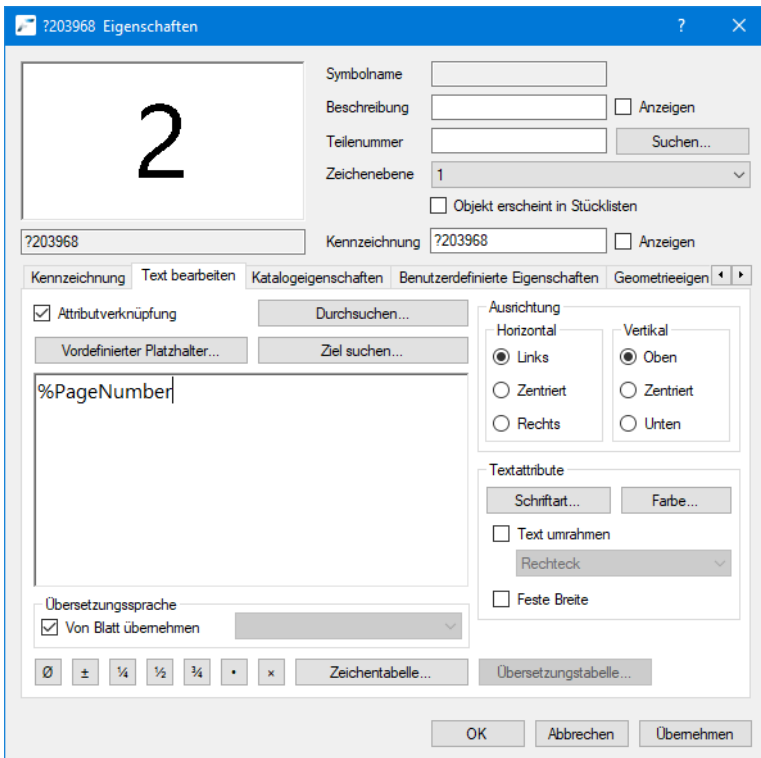 ?203968 Eigenschaften
?
2
Symbolname
Beschreibung
Anzeigen
Teilenummer
Suchen...
Zeichenebene
1
Objekt erscheint in Stücklisten
?203968
Kennzeichnung
?203968
Anzeigen
Kennzeichnung
Text bearbeiten
Katalogeigenschaften
Benutzerdefinierte Eigenschaften
Geometrieeigen
Attributverknüpfung
Durchsuchen...
Vordefinierter Platzhalter...
Ziel suchen...
%PageNumber
Ausrichtung
Horizontal
Vertikal
Links
Oben
Zentriert
Zentriert
Rechts
Unten
Textattribute
Schriftart...
Farbe...
Text umrahmen
Rechteck
Feste Breite
Übersetzungssprache
Von Blatt übernehmen
Ø
±
¼
½
¾
•
×
Zeichentabelle...
Übersetzungstabelle...
OK
Abbrechen
Übernehmen